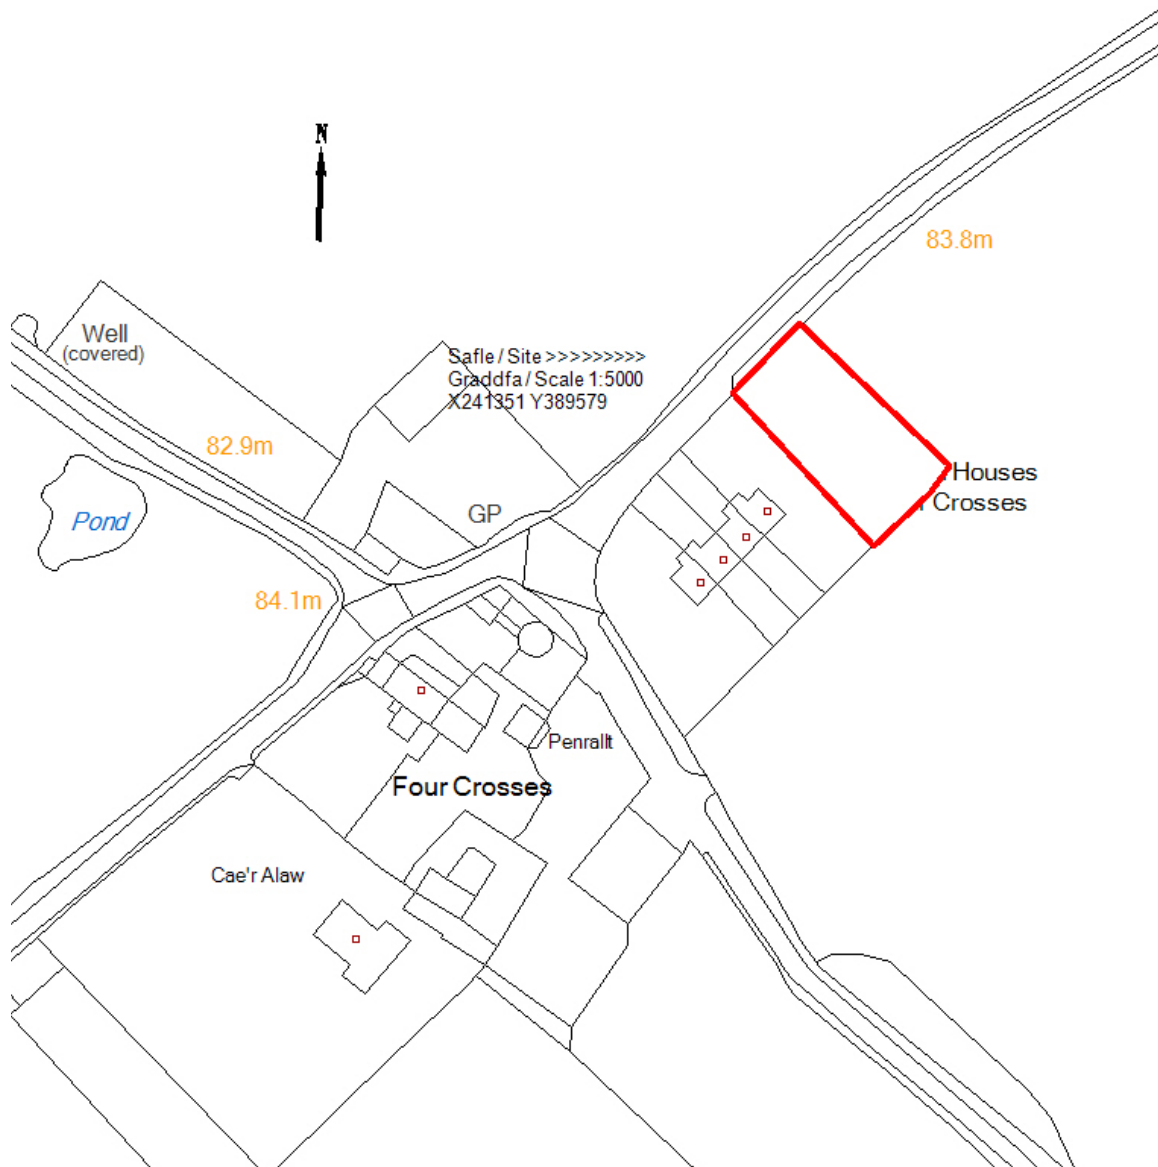 N
83.8m
Well
(covered)
Safle / Site >>>>>>>>>
Graddfa / Scale 1:5000
X241351 Y389579
82.9m
Houses
Crosses
GP
Pond
84.1m
Penrallt
Four Crosses
Cae'r Alaw